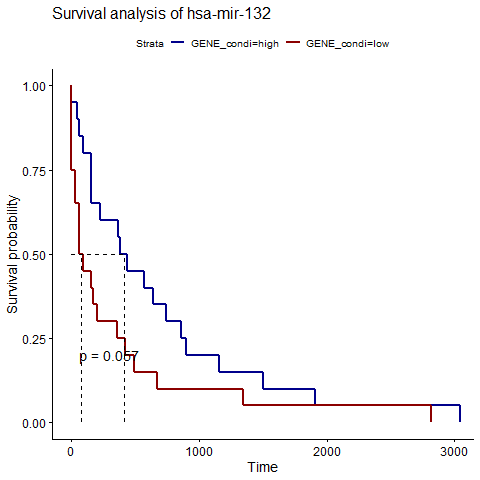 Survival analysis of hsa-mir-132
Strata GENE_condi=high GENE_condi=low
1.00
0.75
0.50
0.25
0.00
Survival probability
p = 0.057
0 1000 2000 3000
Time